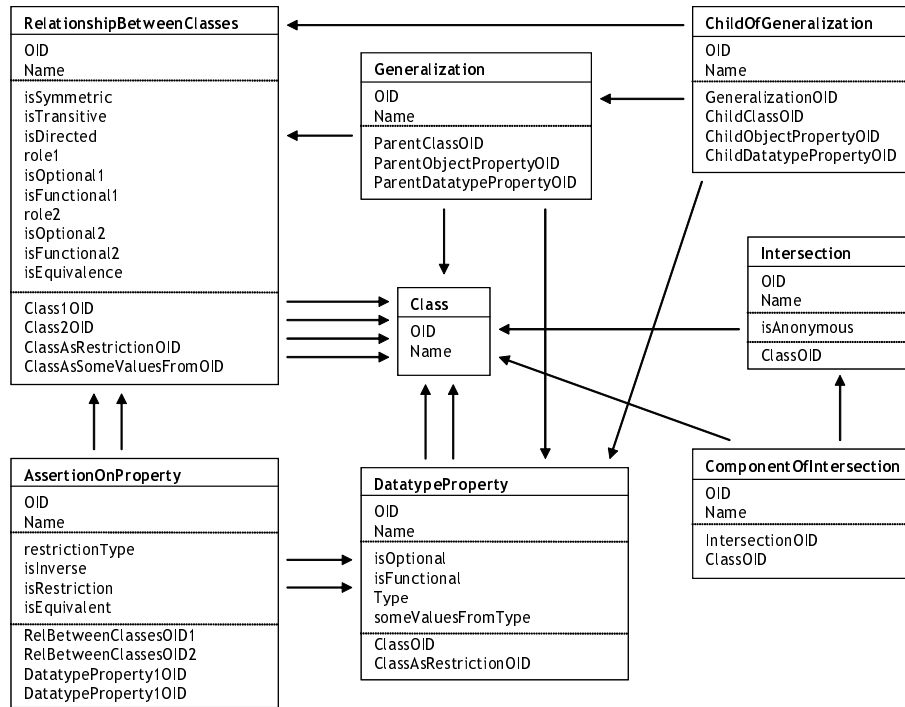 RelationshipBetweenClasses
OID
Name
isSymmetric
isTransitive
isDirected
role1
isOptional1
isFunctional1
role2
isOptional2
isFunctional2
isEquivalence
Class1OID
Class2OID
ClassAsRestrictionOID
ClassAsSomeValuesFromOID
Generalization
OID
Name
ParentClassOID
ParentObjectPropertyOID
ParentDatatypePropertyOID
ChildOfGeneralization
OID
Name
GeneralizationOID
ChildClassOID
ChildObjectPropertyOID
ChildDatatypePropertyOID
Class
OID
Name
Intersection
OID
Name
isAnonymous
ClassOID
AssertionOnProperty
OID
Name
restrictionType
isInverse
isRestriction
isEquivalent
RelBetweenClassesOID1
RelBetweenClassesOID2
DatatypeProperty1OID
DatatypeProperty1OID
DatatypeProperty
OID
Name
isOptional
isFunctional
Type
someValuesFromType
ClassOID
ClassAsRestrictionOID
ComponentOfIntersection
OID
Name
IntersectionOID
ClassOID